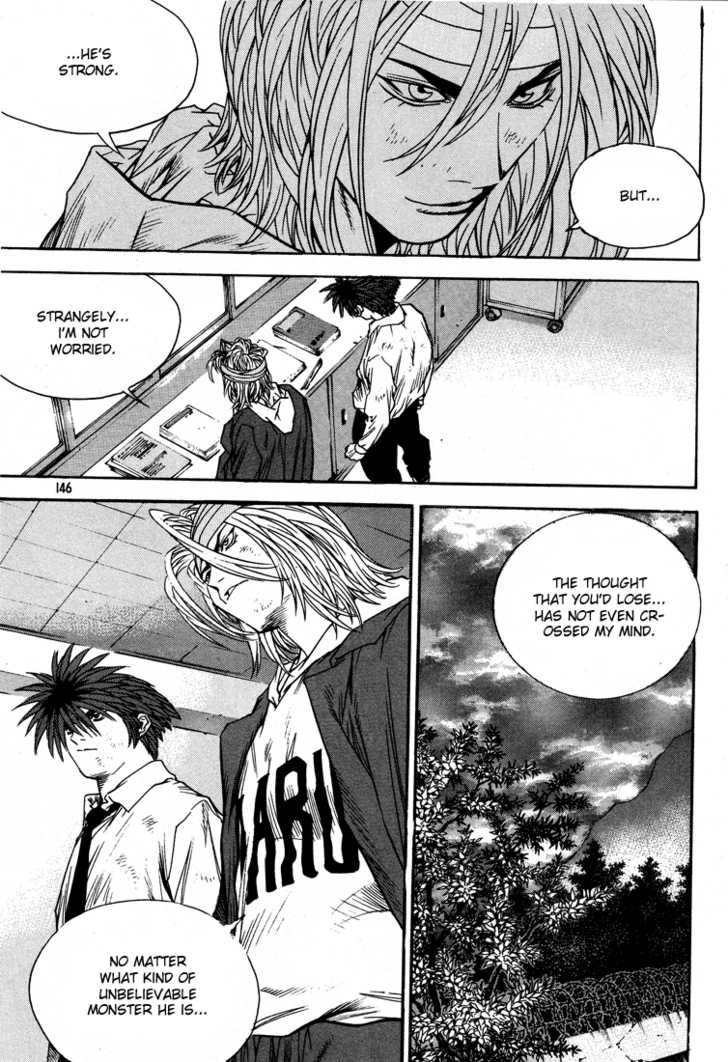 ...HE'S
STRONG.
BUT...
STRANGELY...
I'M NOT
WORRIED.
146
THE THOUGHT
THAT YOU'D LOSE...
HAS NOT EVEN CR-
OSSED MY MIND.
ARU
NO MATTER
WHAT KIND OF
UNBELIEVABLE
MONSTER HE IS...